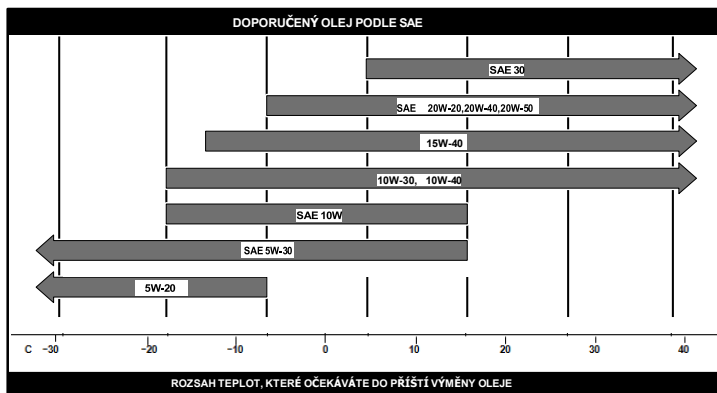 DOPORUČENÝ OLEJ PODLE SAE
SAE 30
SAE 20W-20,20W-40,20W-50
15W-40
10W-30, 10W-40
SAE 10W
SAE 5W-30
5W-20
C −30 −20 −10 0 10 20 30 40
ROZSAH TEPLOT, KTERÉ OČEKÁVÁTE DO PŘÍŠTÍ VÝMĚNY OLEJE